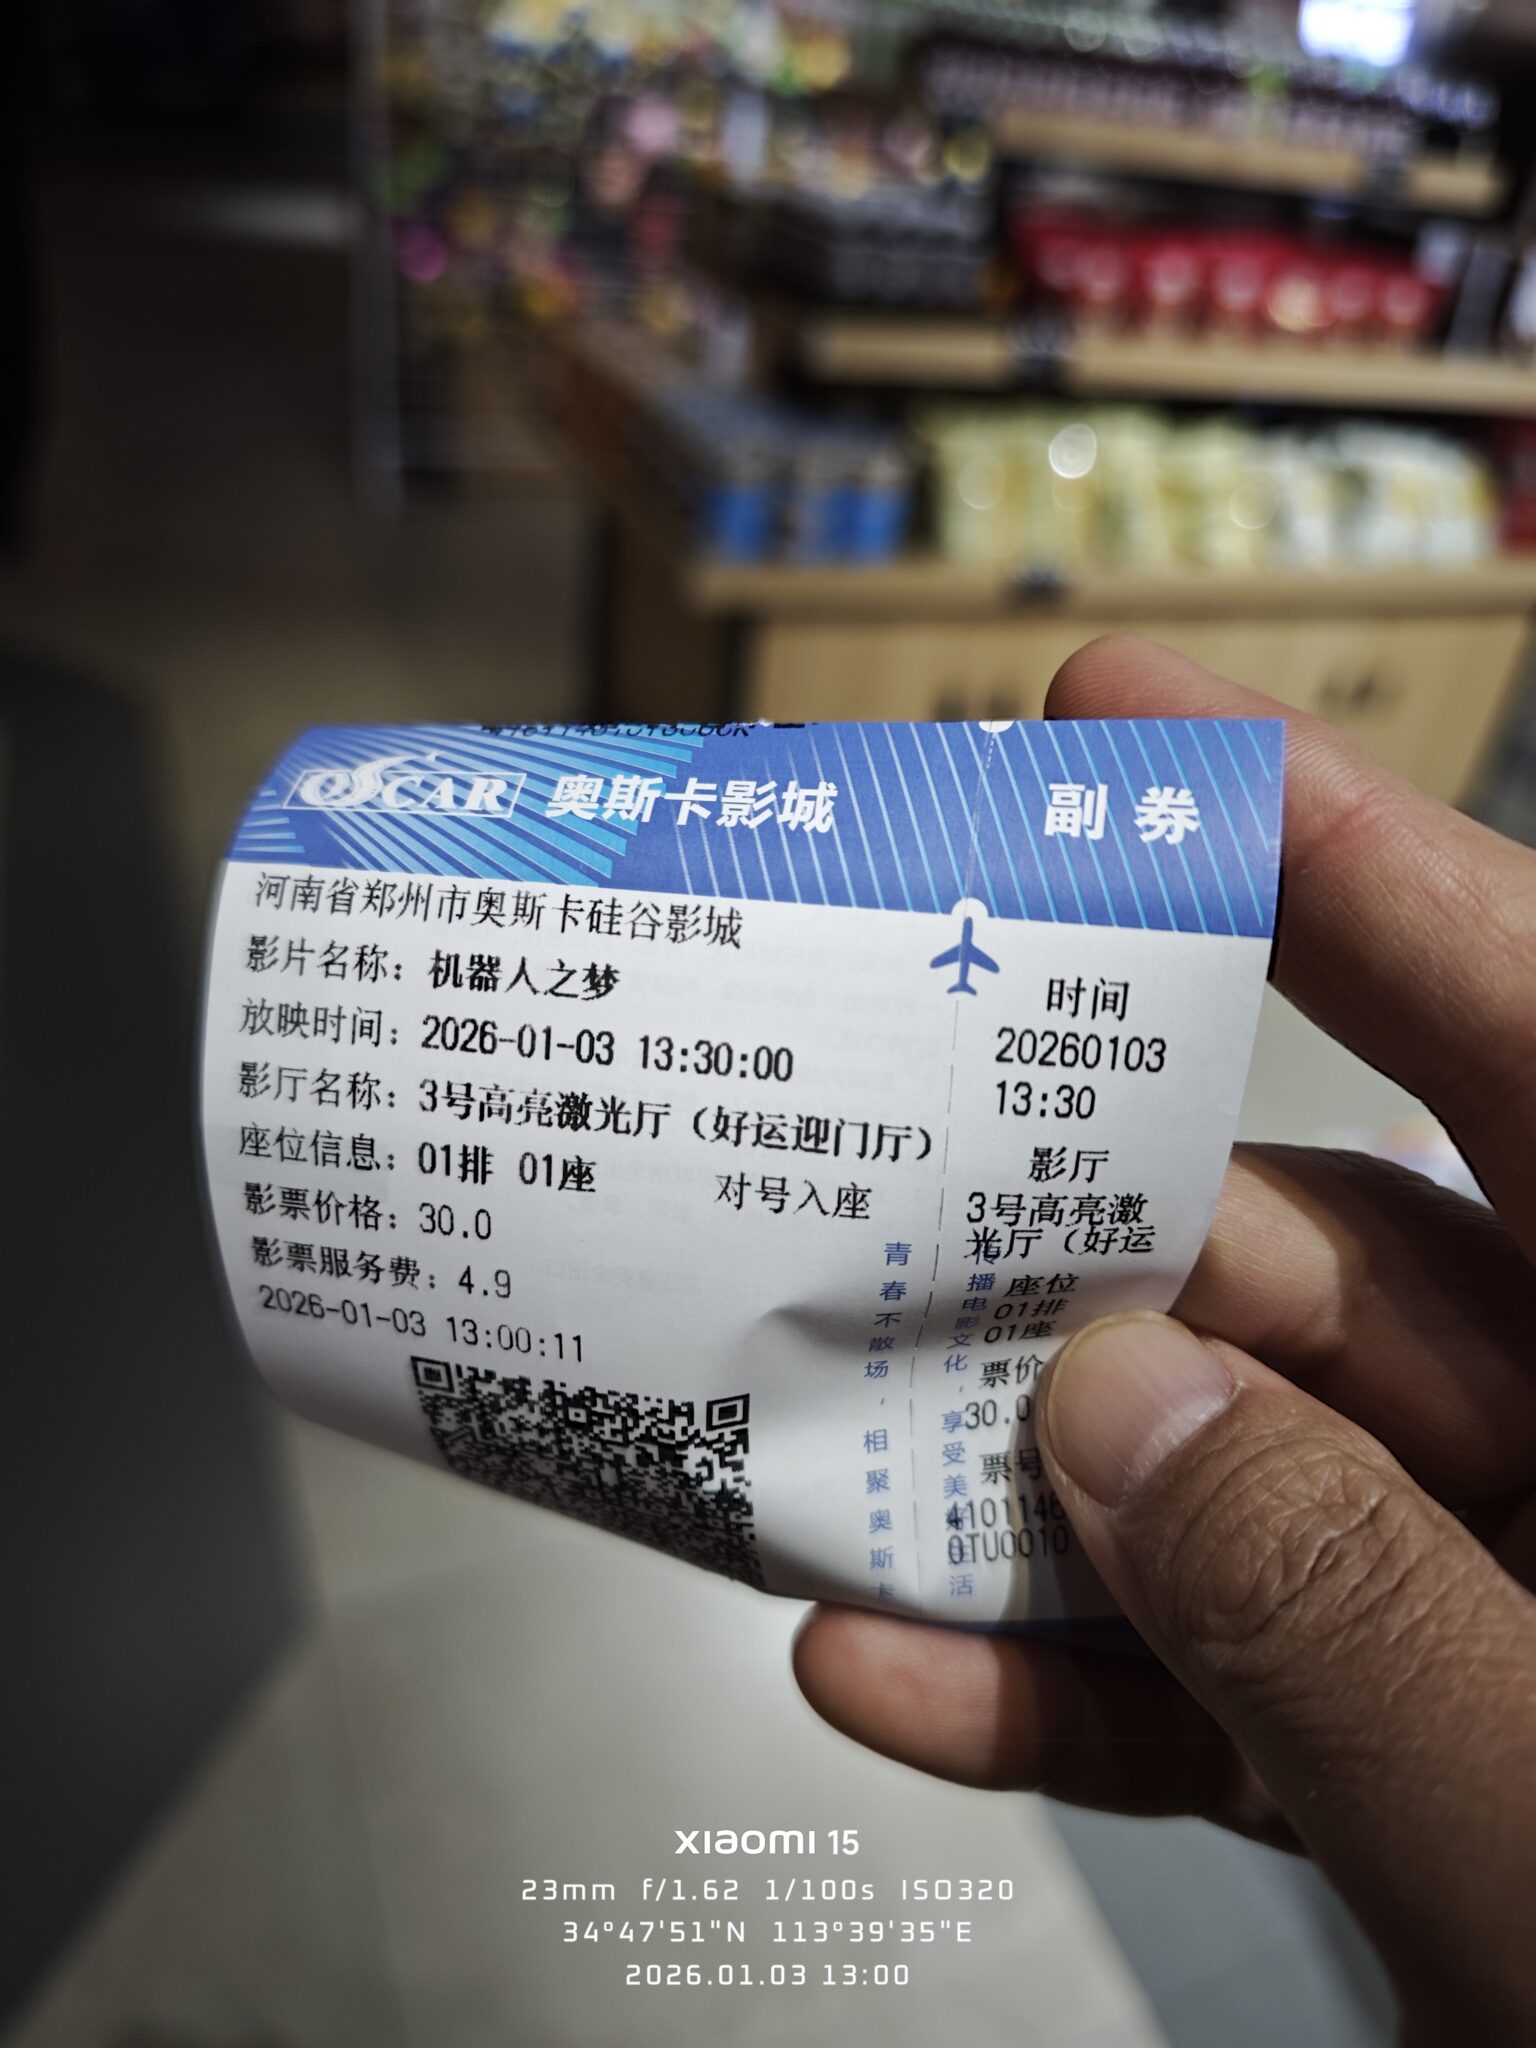 OSCAR 奥斯卡影城
河南省郑州市奥斯卡硅谷影城
影片名称：机器人之梦
放映时间：2026-01-03 13:30:00
影厅名称：3号高亮激光厅（好运迎门厅）
座位信息：01排 01座 对号入座
影票价格：30.0
影票服务费：4.9
2026-01-03 13:00:11
青春不散场，相聚奥斯卡
传播电影文化，享受美好生活
副券
时间
20260103
13:30
影厅
3号高亮激
光厅（好运
座位
01排
01座
票价
30.0
票号
4101146
0TU0010
xiaomi 15
23mm f/1.62 1/100s ISO320
34°47'51"N 113°39'35"E
2026.01.03 13:00